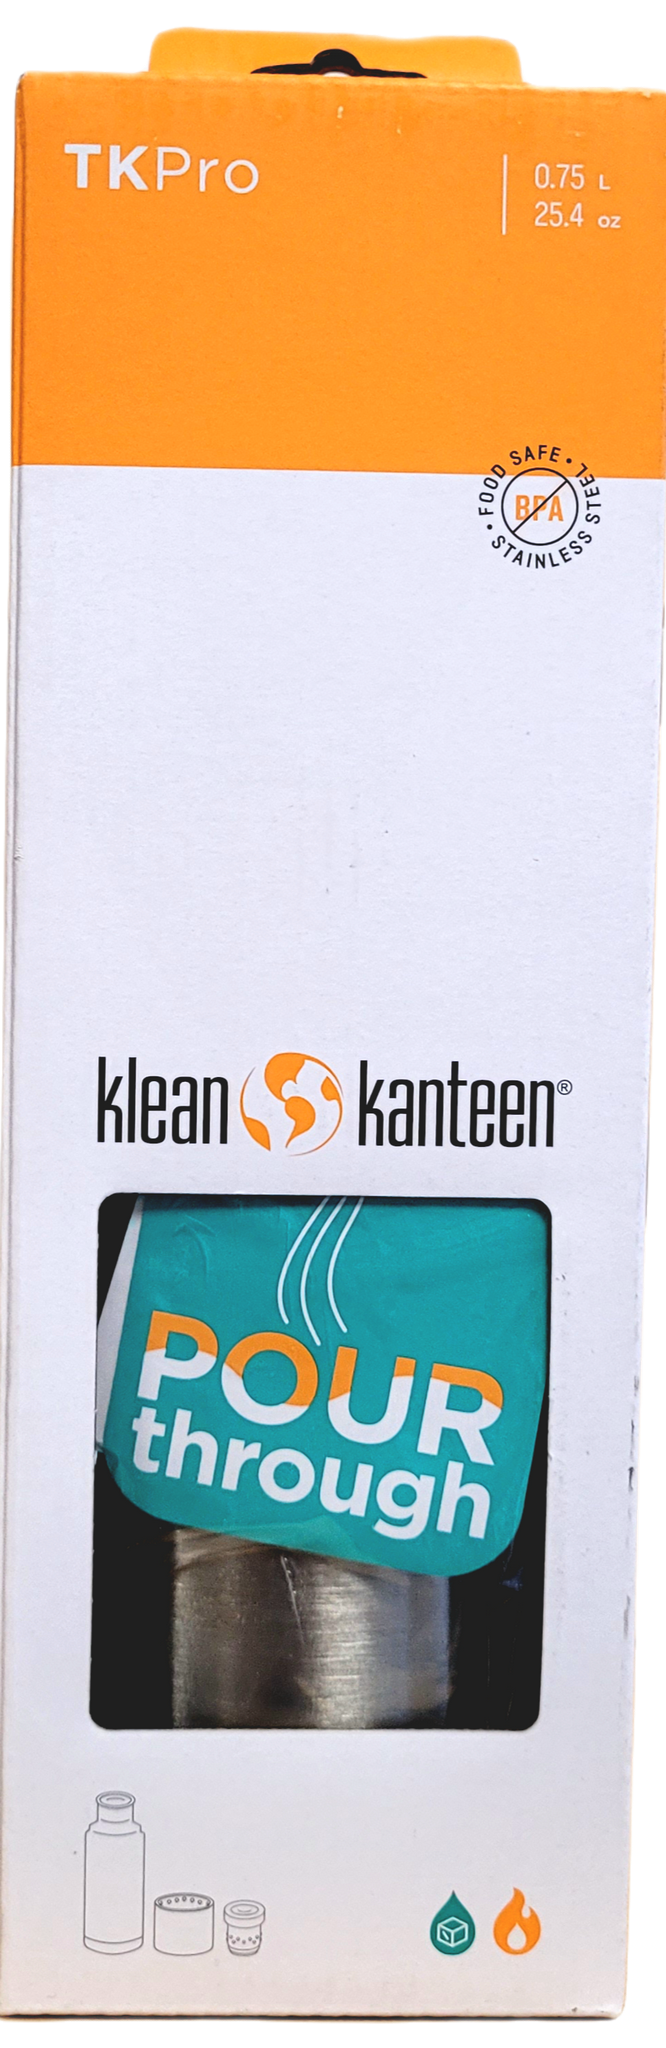 TKPro
0.75 L
25.4 oz
• FOOD SAFE • STAINLESS STEEL
BPA
klean kanteen®
POUR
through